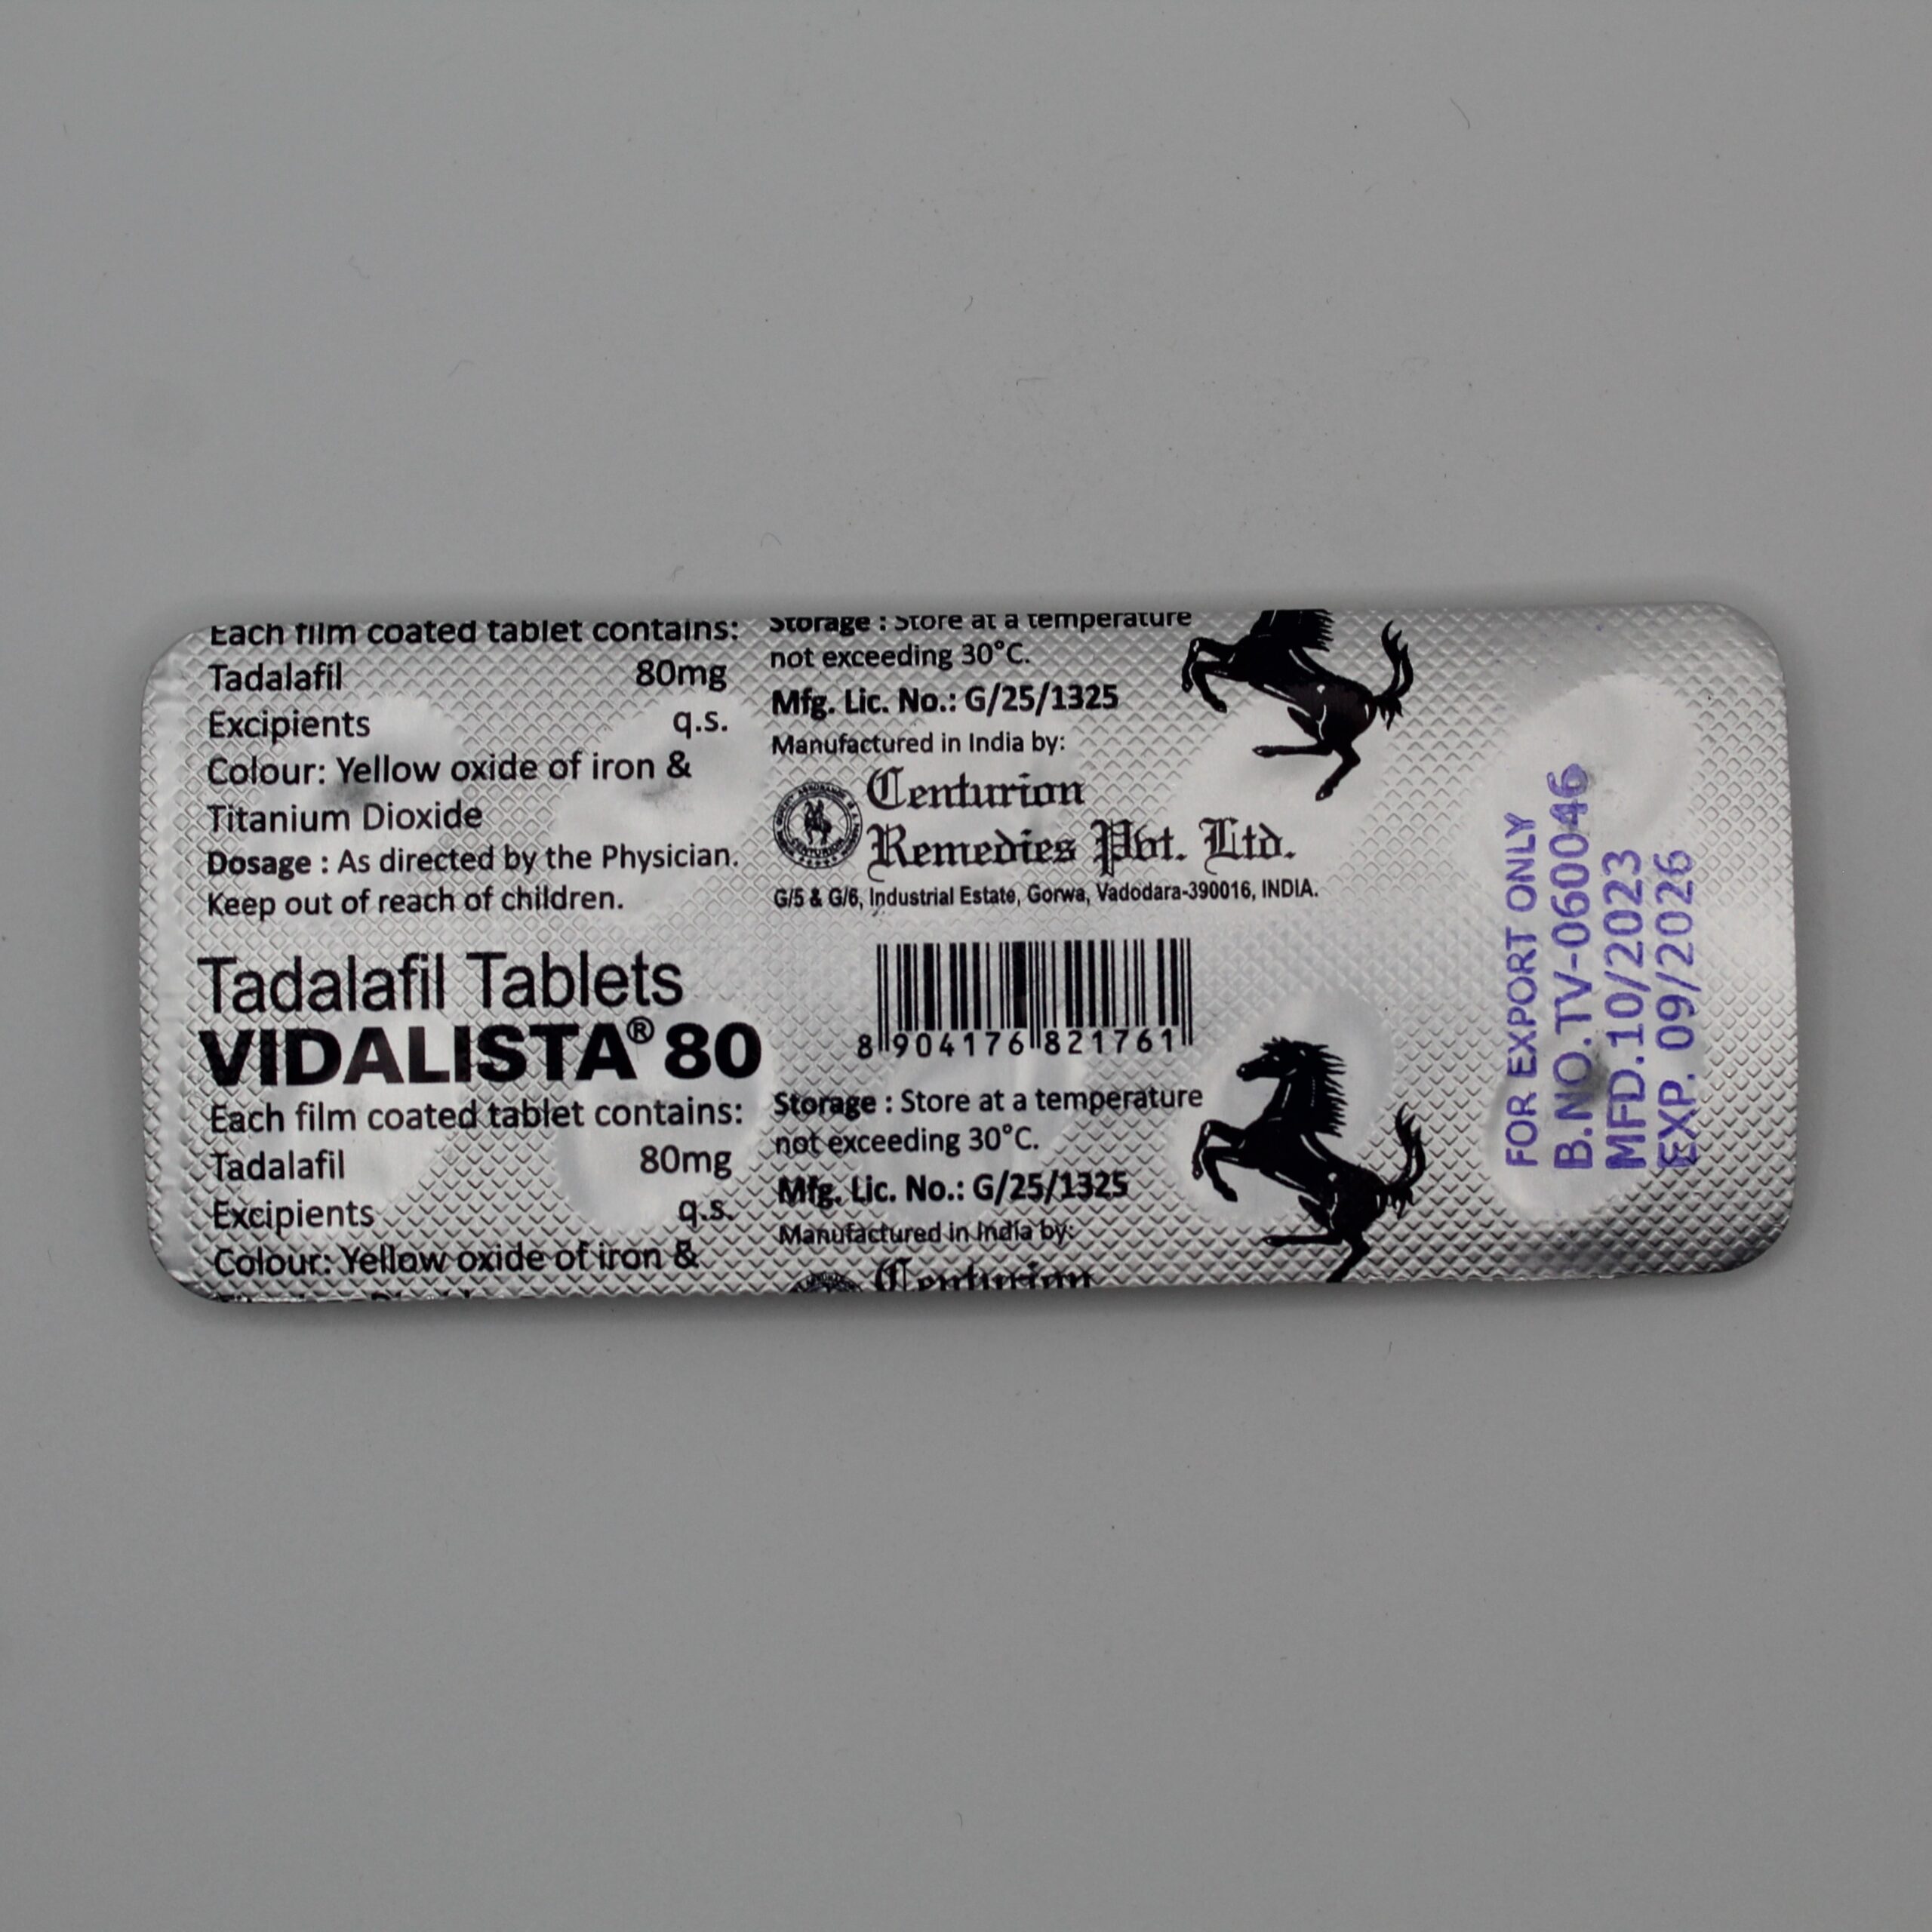 Each film coated tablet contains:
Tadalafil 80mg
Excipients q.s.
Colour: Yellow oxide of iron &
Titanium Dioxide
Dosage : As directed by the Physician.
Keep out of reach of children.
Tadalafil Tablets
VIDALISTA® 80
Each film coated tablet contains:
Tadalafil 80mg
Excipients q.s.
Colour: Yellow oxide of iron &
Storage : Store at a temperature
not exceeding 30°C.
Mfg. Lic. No.: G/25/1325
Manufactured in India by:
CENTURION
Centurion
Remedies Pvt. Ltd.
G/5 & G/6, Industrial Estate, Gorwa, Vadodara-390016, INDIA.
8 904176 821761
Storage : Store at a temperature
not exceeding 30°C.
Mfg. Lic. No.: G/25/1325
Manufactured in India by:
Centurion
FOR EXPORT ONLY
B.NO.TV-060046
MFD.10/2023
EXP. 09/2026